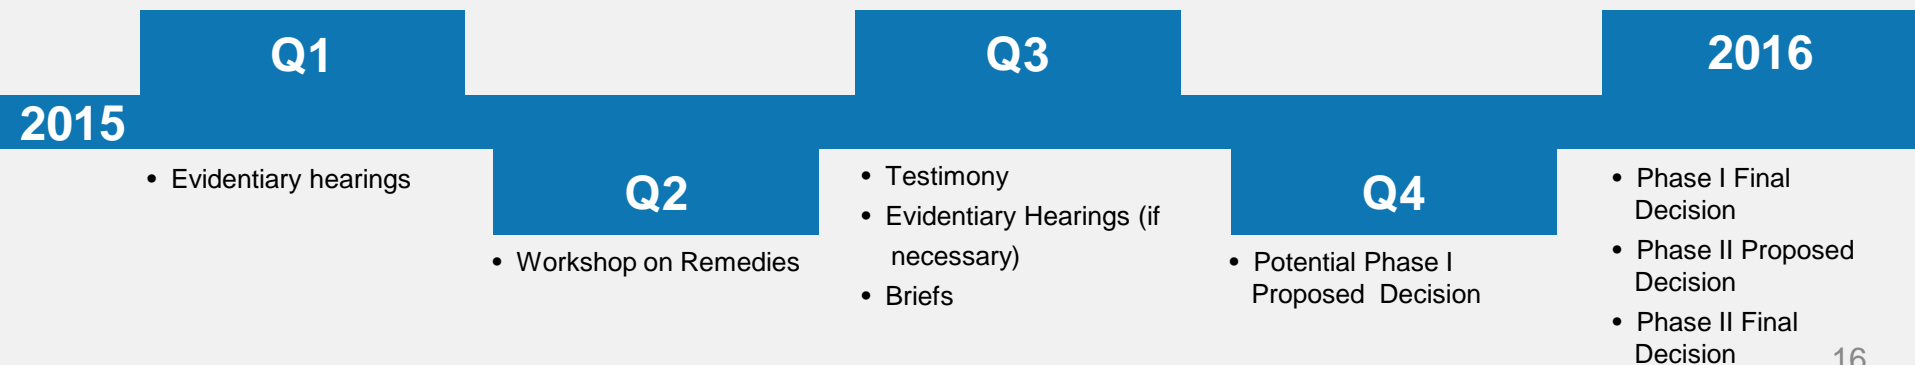 2015
Q1
• Evidentiary hearings
Q2
• Workshop on Remedies
Q3
• Testimony
• Evidentiary Hearings (if
necessary)
• Briefs
Q4
• Potential Phase I
Proposed Decision
2016
• Phase I Final
Decision
• Phase II Proposed
Decision
• Phase II Final
Decision
16